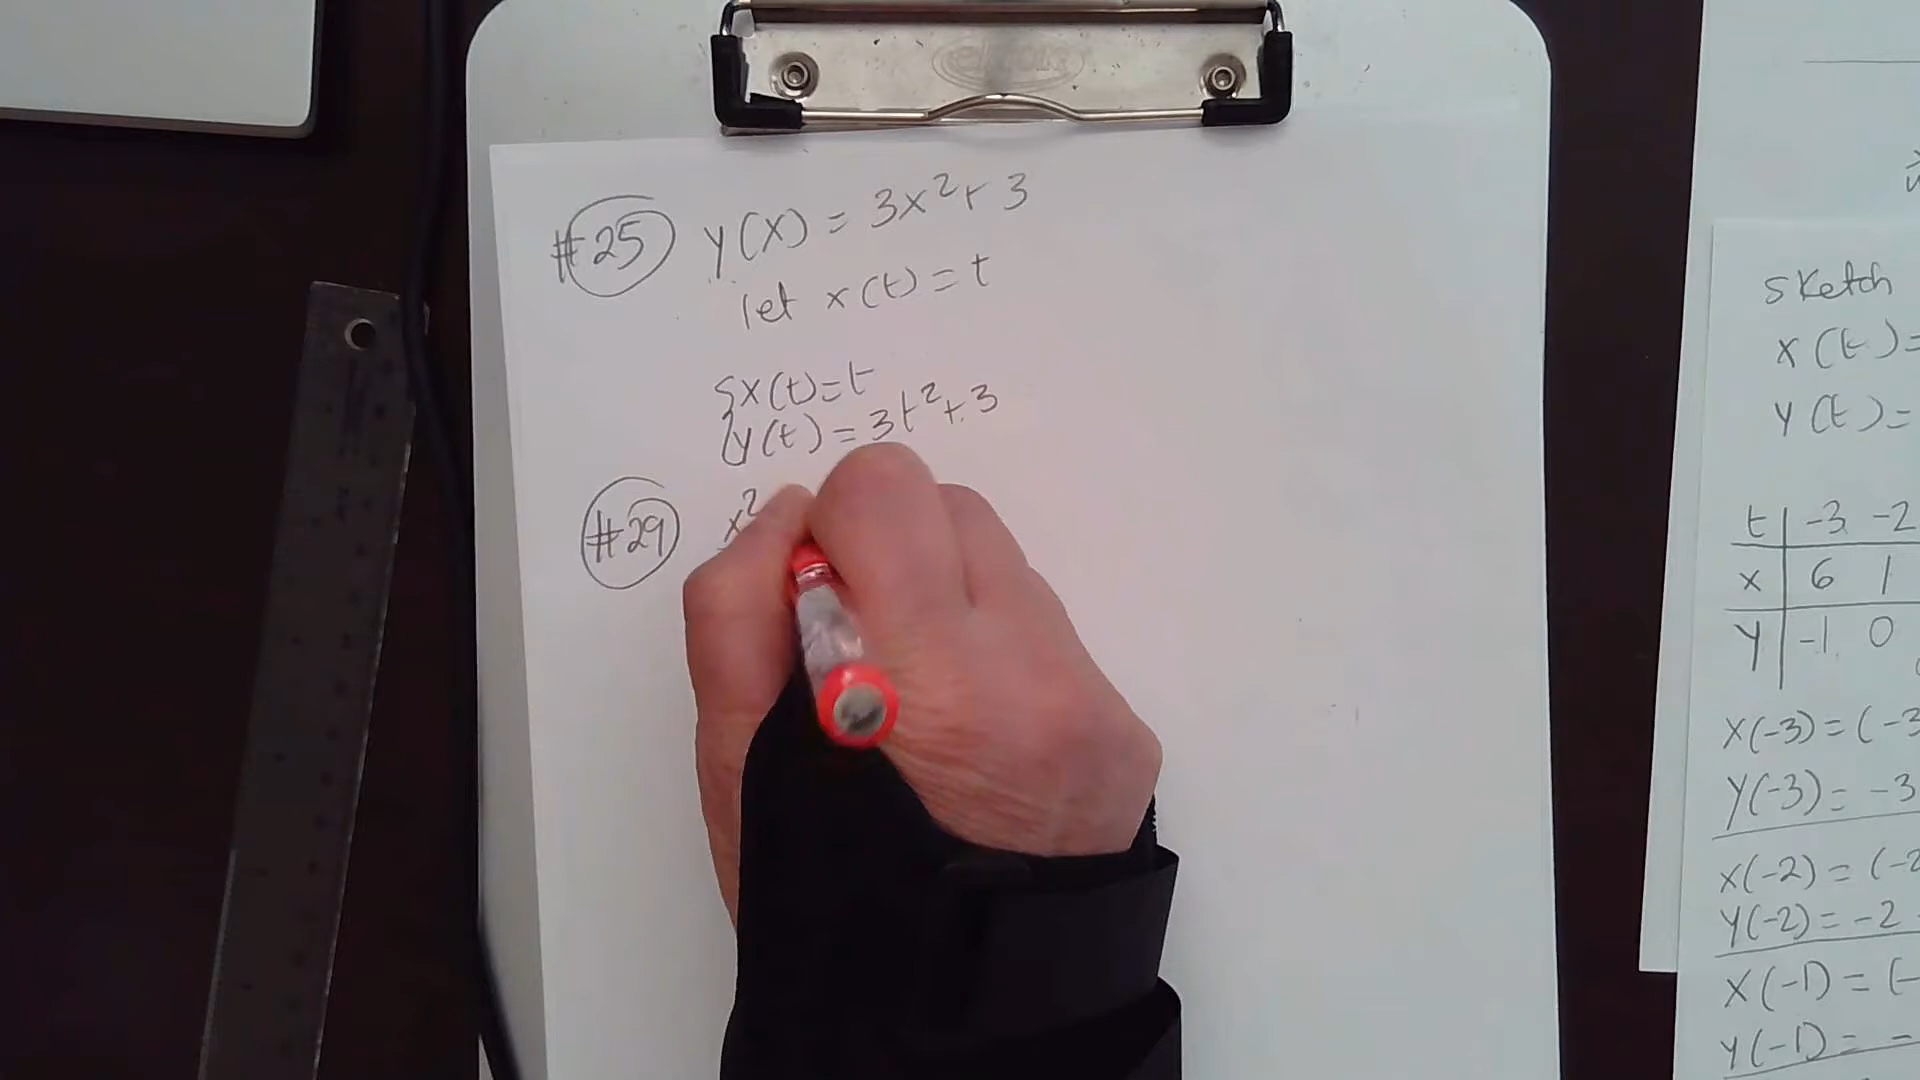 #25 y(x) = 3x²+ 3
let x(t) = t
{x(t)=t
y(t) = 3t²+3
#29 x²
sketch
x(t)=
y(t)=
t | -3 -2
x | 6 1
y | -1 0
x(-3)=(-3
y(-3)= -3
x(-2)=(-2
y(-2)= -2
x(-1)=(-
y(-1)= -